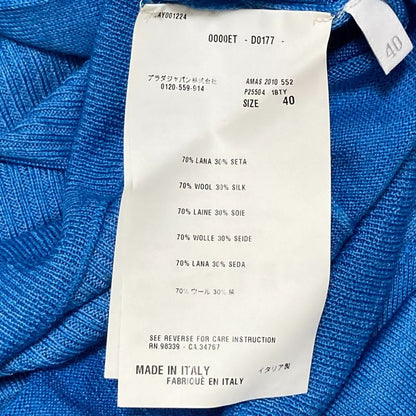 AY001224
0000ET - D0177 -
プラダジャパン株式会社
0120-559-914
AMAS 2010 552
P25504 1BTY
SIZE 40
40
70% LANA 30% SETA
70% WOOL 30% SILK
70% LAINE 30% SOIE
70% WOLLE 30% SEIDE
70% LANA 30% SEDA
70% ウール 30% 絹
SEE REVERSE FOR CARE INSTRUCTION
RN 98339 - CA 34767
MADE IN ITALY
イタリア製
FABRIQUÉ EN ITALY